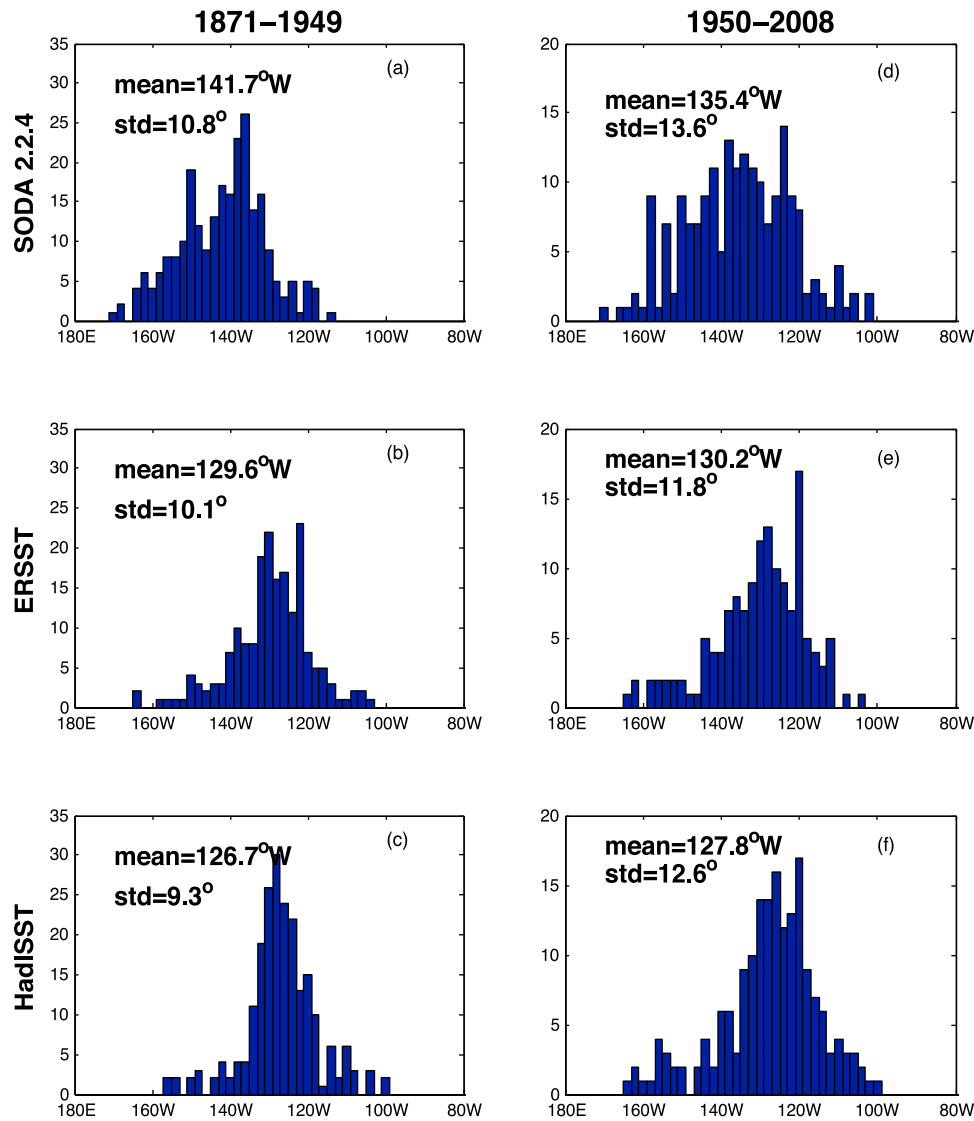 1871–1949
1950–2008
SODA 2.2.4
35
30
25
20
15
10
5
0
mean=141.7°W
std=10.8°
(a)
180E 160W 140W 120W 100W 80W
20
15
10
5
0
mean=135.4°W
std=13.6°
(d)
180E 160W 140W 120W 100W 80W
ERSST
35
30
25
20
15
10
5
0
mean=129.6°W
std=10.1°
(b)
180E 160W 140W 120W 100W 80W
20
15
10
5
0
mean=130.2°W
std=11.8°
(e)
180E 160W 140W 120W 100W 80W
HadISST
35
30
25
20
15
10
5
0
mean=126.7°W
std=9.3°
(c)
180E 160W 140W 120W 100W 80W
20
15
10
5
0
mean=127.8°W
std=12.6°
(f)
180E 160W 140W 120W 100W 80W